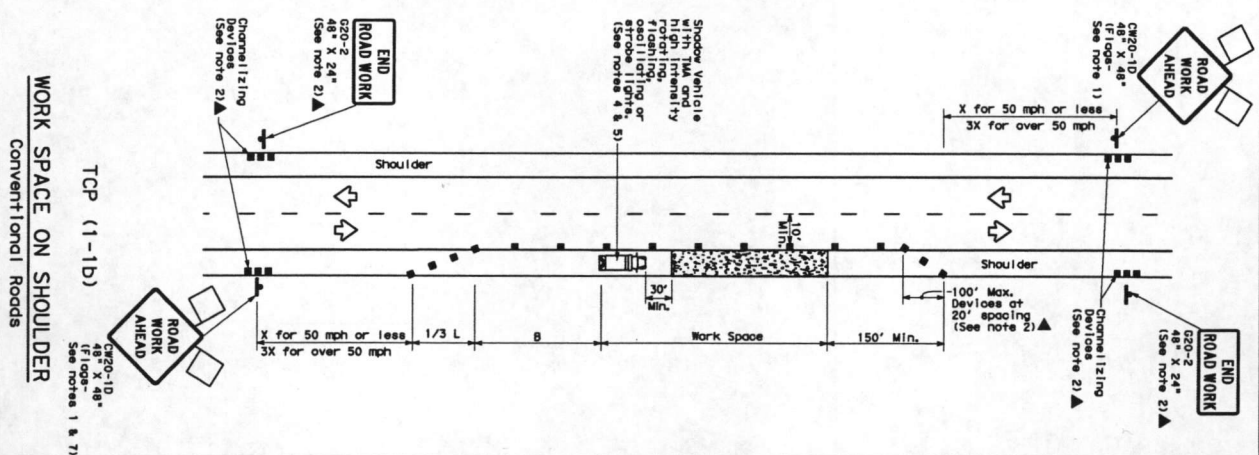 ROAD
WORK
AHEAD
CW20-1D
48" X 48"
(Flags-
See note 1)
END
ROAD WORK
G20-2
48" X 24"
(See note 2)▲
Channelizing
Devices
(See note 2)▲
Shadow Vehicle
with TMA and
high intensity
rotating,
flashing,
oscillating or
strobe lights.
(See notes 4 & 5)
X for 50 mph or less
3X for over 50 mph
Shoulder
10'
Min.
30'
Min.
Shoulder
100' Max.
Devices at
20' spacing
(See note 2)▲
Channelizing
Devices
(See note 2)▲
END
ROAD WORK
G20-2
48" X 24"
(See note 2)▲
X for 50 mph or less
3X for over 50 mph
1/3 L
B
Work Space
150' Min.
ROAD
WORK
AHEAD
CW20-1D
48" X 48"
(Flags-
See notes 1 & 7)
TCP (1-1b)
WORK SPACE ON SHOULDER
Conventional Roads